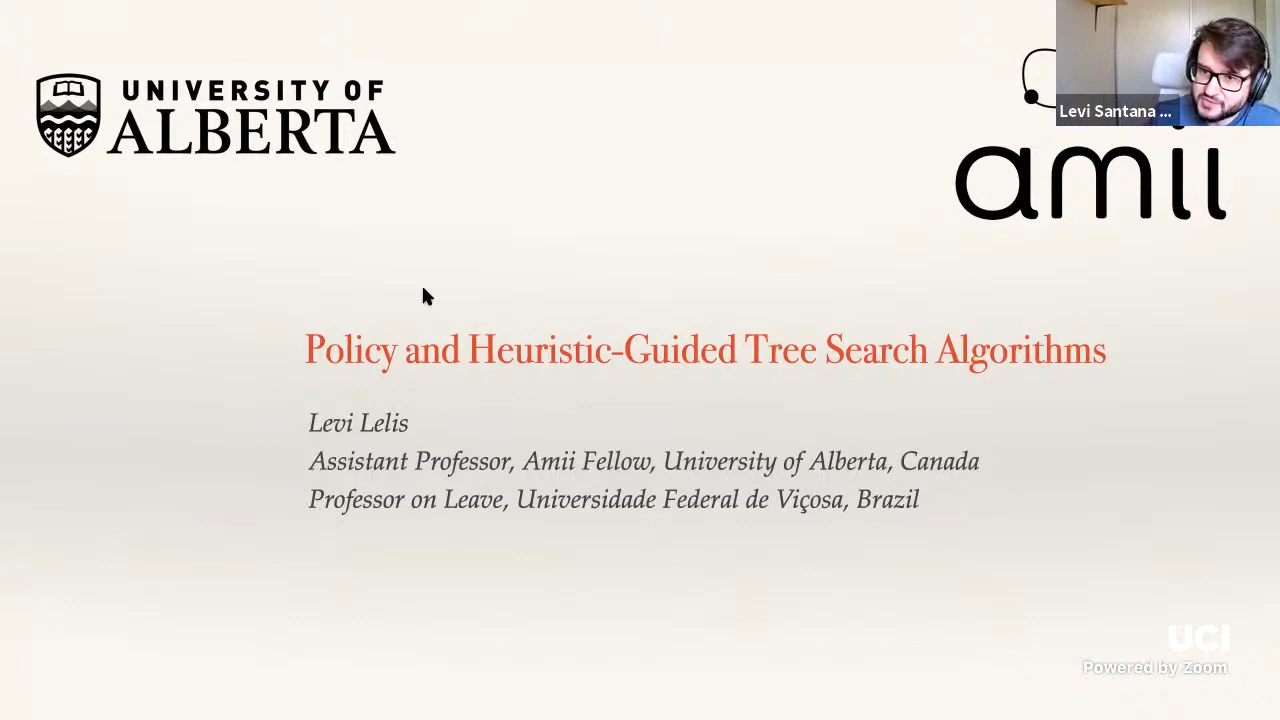 UNIVERSITY OF
ALBERTA
Levi Santana ...
amii
Policy and Heuristic-Guided Tree Search Algorithms
Levi Lelis
Assistant Professor, Amii Fellow, University of Alberta, Canada
Professor on Leave, Universidade Federal de Viçosa, Brazil
UCI
Powered by Zoom